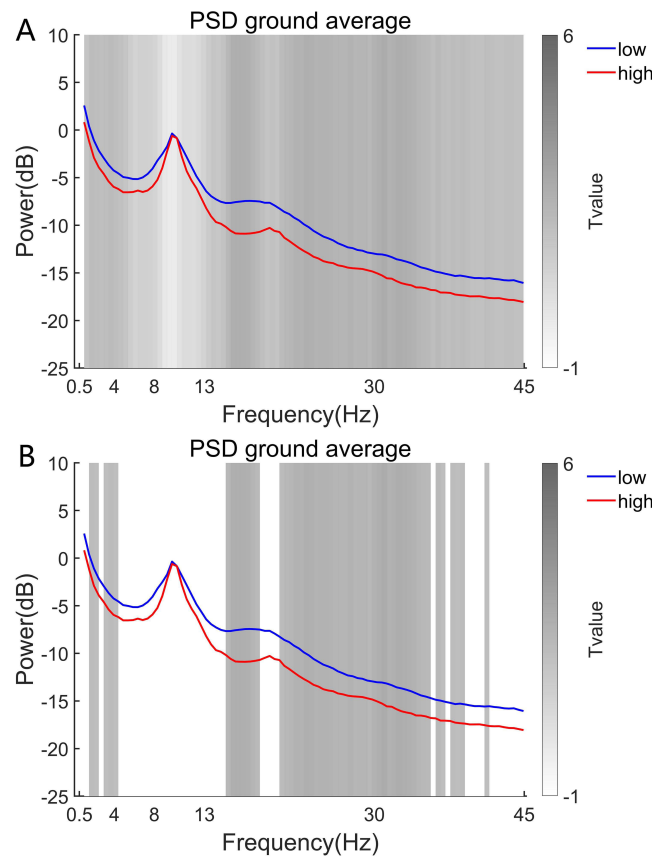 A
PSD ground average
10
5
0
-5
-10
-15
-20
-25
Power(dB)
0.5 4 8 13 30 45
Frequency(Hz)
6
-1
Tvalue
low
high
B
PSD ground average
10
5
0
-5
-10
-15
-20
-25
Power(dB)
0.5 4 8 13 30 45
Frequency(Hz)
6
-1
Tvalue
low
high